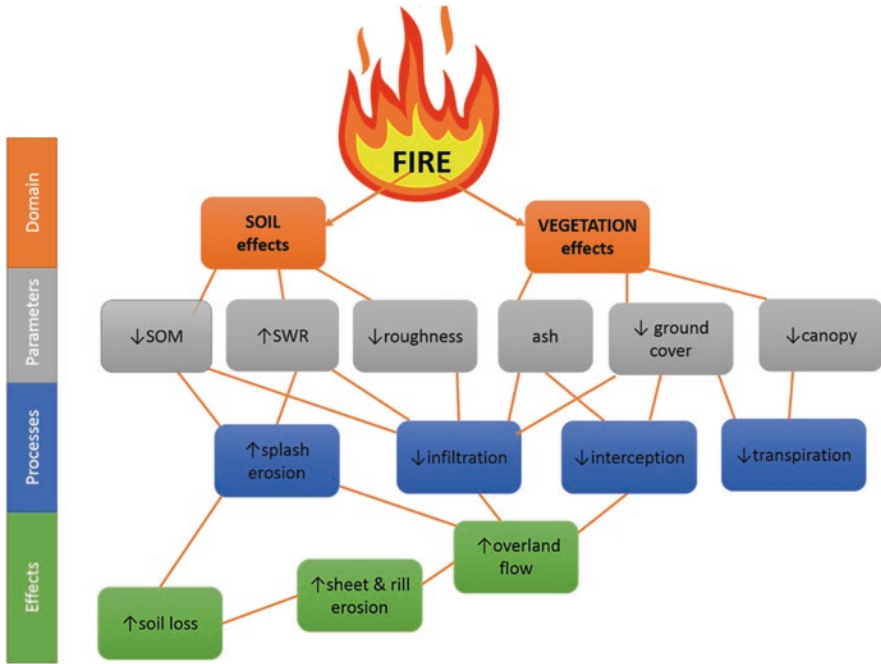 FIRE
Domain
SOIL
effects
VEGETATION
effects
Parameters
↓SOM
↑SWR
↓roughness
ash
↓ ground
cover
↓canopy
Processes
↑splash
erosion
↓infiltration
↓interception
↓transpiration
Effects
↑overland
flow
↑sheet & rill
erosion
↑soil loss